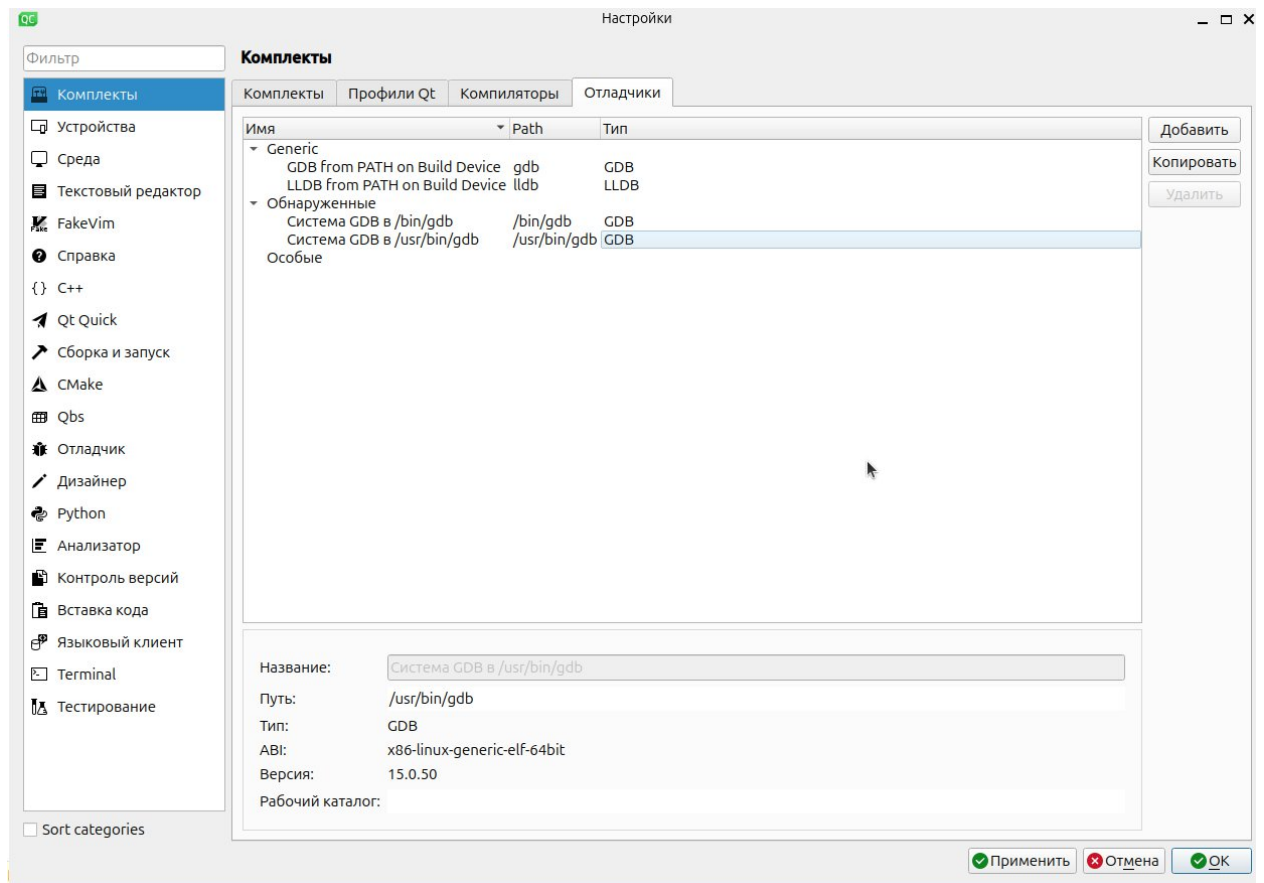 QC
Настройки
Фильтр
Комплекты
Устройства
Среда
Текстовый редактор
FakeVim
Справка
{} C++
Qt Quick
Сборка и запуск
CMake
Qbs
Отладчик
Дизайнер
Python
Анализатор
Контроль версий
Вставка кода
Языковый клиент
Terminal
Тестирование
Sort categories
Комплекты
Комплекты Профили Qt Компиляторы Отладчики
Имя Path Тип
Generic
GDB from PATH on Build Device gdb GDB
LLDB from PATH on Build Device lldb LLDB
Обнаруженные
Система GDB в /bin/gdb /bin/gdb GDB
Система GDB в /usr/bin/gdb /usr/bin/gdb GDB
Особые
Добавить
Копировать
Удалить
Название: Система GDB в /usr/bin/gdb
Путь: /usr/bin/gdb
Тип: GDB
ABI: x86-linux-generic-elf-64bit
Версия: 15.0.50
Рабочий каталог:
Применить Отмена OK